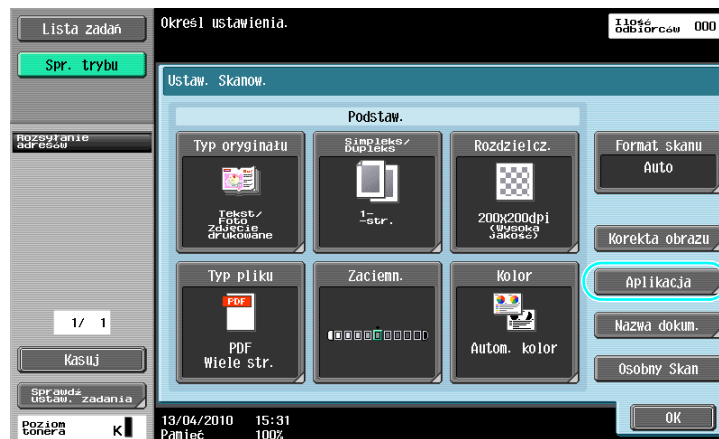 Lista zadań
Określ ustawienia.
Ilość
odbiorców 000
Spr. trybu
Ustaw. Skanow.
Rozsyłanie
adresów
Podstaw.
Typ oryginału
Tekst/
Foto
Zdjęcie
drukowane
Simpleks/
Dupleks
1-
-str.
Rozdzielcz.
200x200dpi
(Wysoka
jakość)
Format skanu
Auto
Korekta obrazu
Typ pliku
PDF
PDF
Wiele str.
Zaciemn.
Kolor
Autom. kolor
Aplikacja
Nazwa dokum.
Osobny Skan
1/ 1
Kasuj
Sprawdź
ustaw. zadania
Poziom
tonera K
13/04/2010 15:31
Pamięć 100%
OK